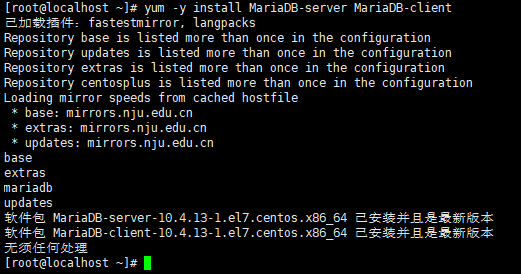 [root@localhost ~]# yum -y install MariaDB-server MariaDB-client
已加载插件：fastestmirror, langpacks
Repository base is listed more than once in the configuration
Repository updates is listed more than once in the configuration
Repository extras is listed more than once in the configuration
Repository centosplus is listed more than once in the configuration
Loading mirror speeds from cached hostfile
 * base: mirrors.nju.edu.cn
 * extras: mirrors.nju.edu.cn
 * updates: mirrors.nju.edu.cn
base
extras
mariadb
updates
软件包 MariaDB-server-10.4.13-1.el7.centos.x86_64 已安装并且是最新版本
软件包 MariaDB-client-10.4.13-1.el7.centos.x86_64 已安装并且是最新版本
无须任何处理
[root@localhost ~]#